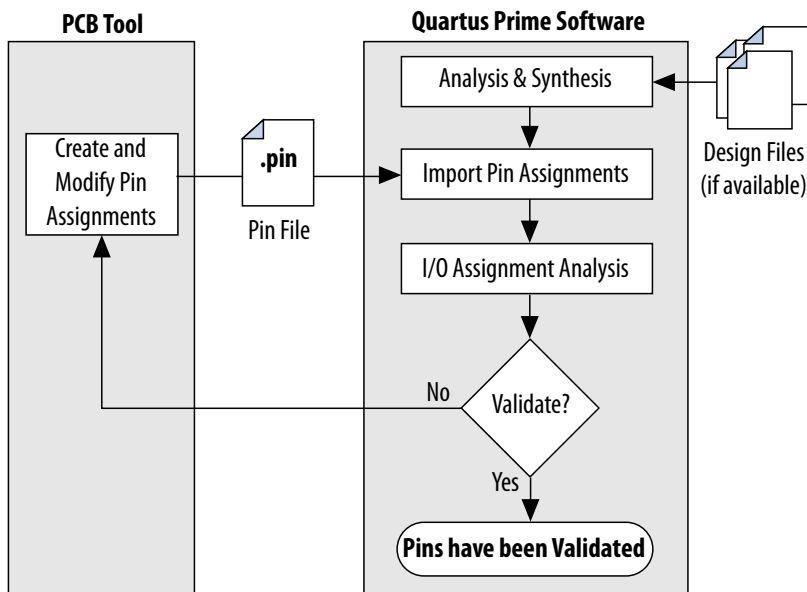 PCB Tool
Quartus Prime Software
Analysis & Synthesis
Design Files
(if available)
Create and
Modify Pin
Assignments
.pin
Pin File
Import Pin Assignments
I/O Assignment Analysis
Validate?
No
Yes
Pins have been Validated